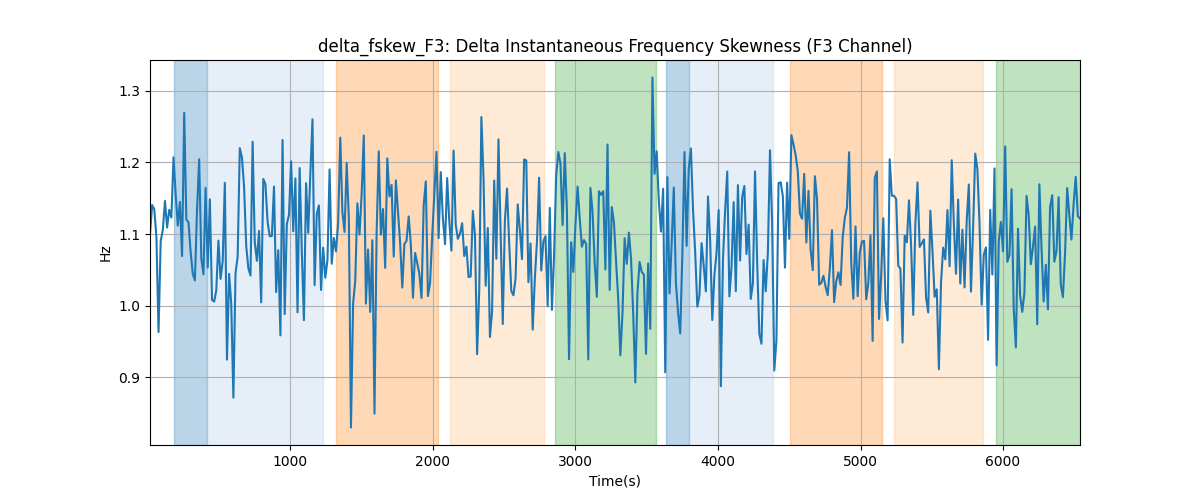 delta_fskew_F3: Delta Instantaneous Frequency Skewness (F3 Channel)
1.3
1.2
1.1
1.0
0.9
Hz
1000 2000 3000 4000 5000 6000
Time(s)